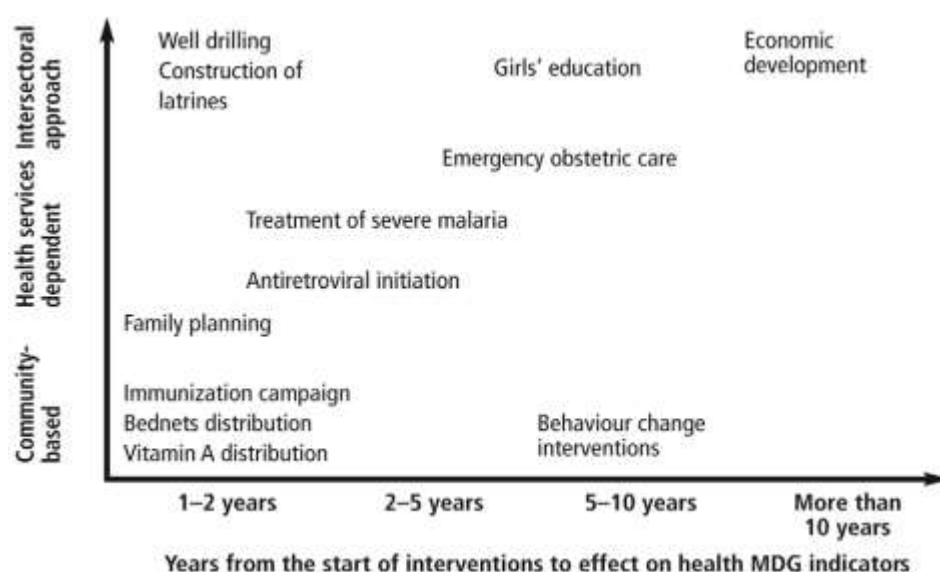 Intersectoral
approach
Health services
dependent
Community-
based
Well drilling
Construction of
latrines
Girls' education
Economic
development
Emergency obstetric care
Treatment of severe malaria
Antiretroviral initiation
Family planning
Immunization campaign
Bednets distribution
Vitamin A distribution
Behaviour change
interventions
1–2 years
2–5 years
5–10 years
More than
10 years
Years from the start of interventions to effect on health MDG indicators